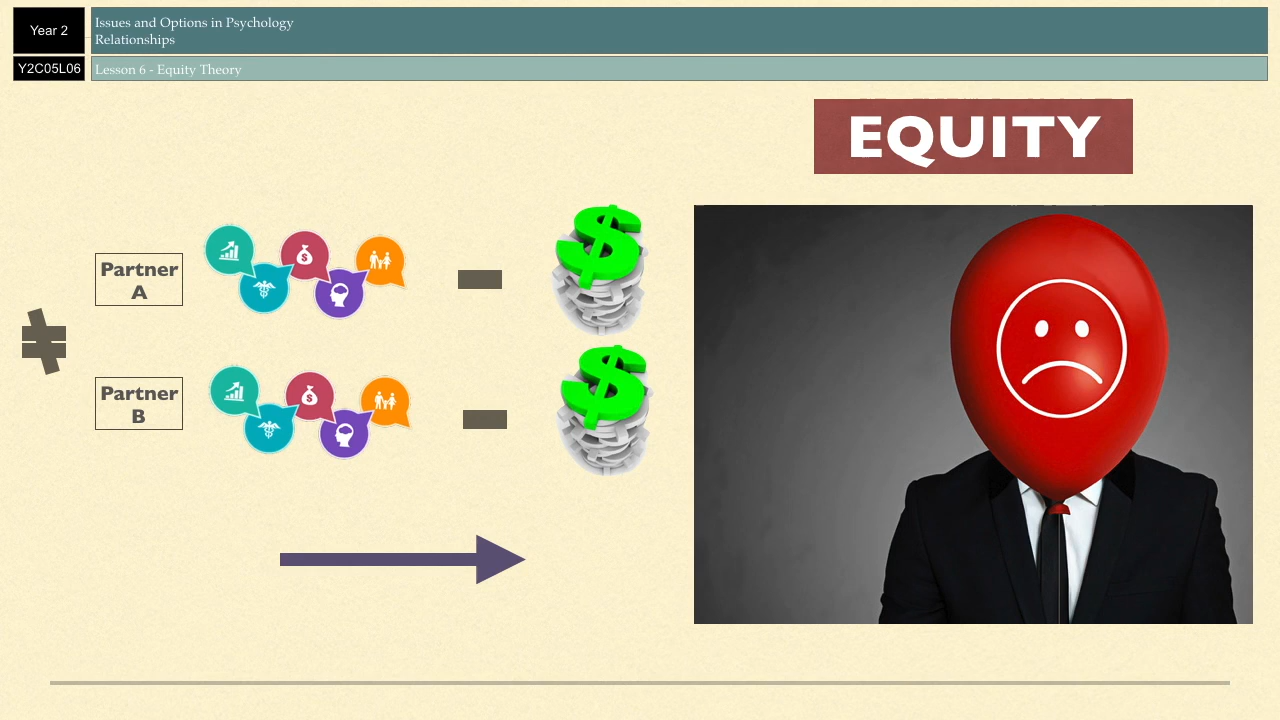 Year 2
Issues and Options in Psychology
Relationships
Y2C05L06
Lesson 6 - Equity Theory
EQUITY
Partner
A
≠
Partner
B